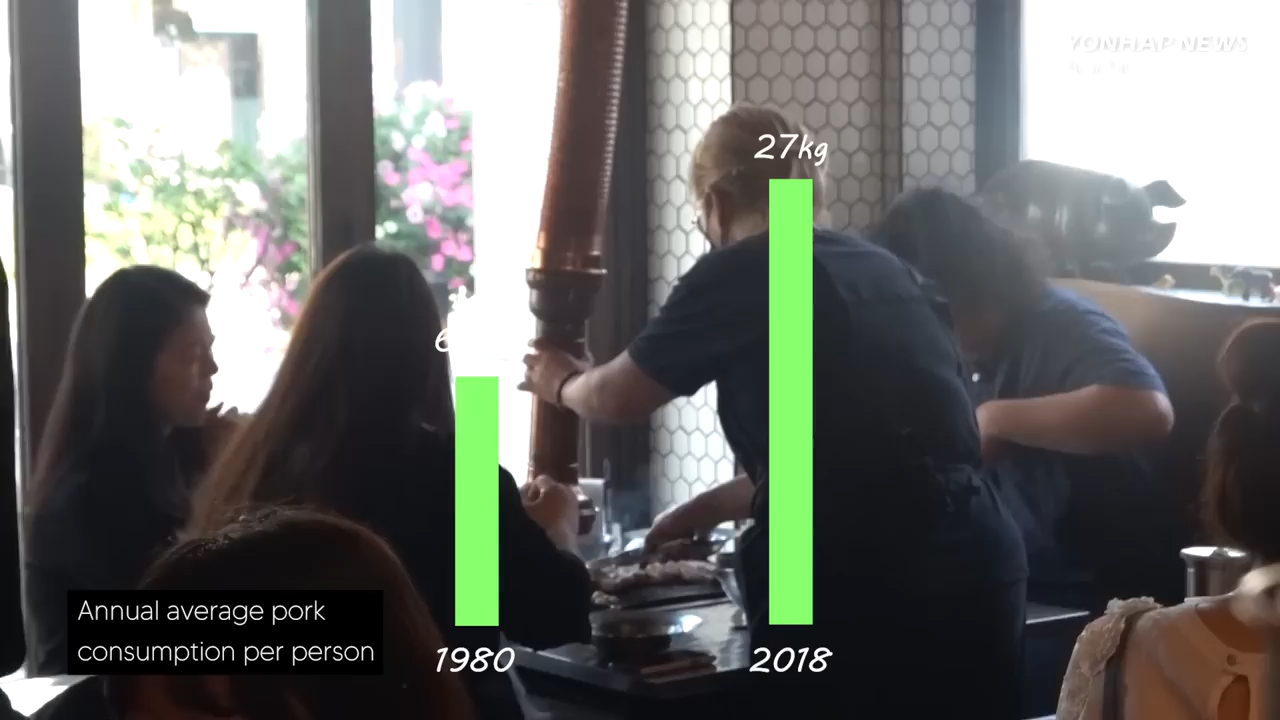 YONHAP NEWS
27kg
1980
2018
Annual average pork
consumption per person